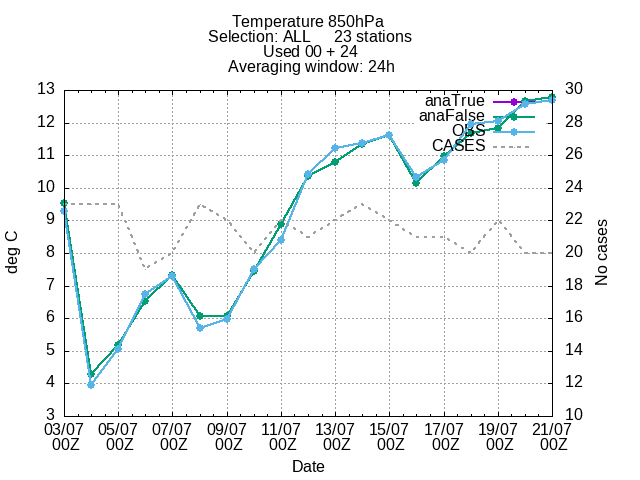 Temperature 850hPa
Selection: ALL 23 stations
Used 00 + 24
Averaging window: 24h
13 30
anaTrue
anaFalse
12 28
OBS
CASES
11 26
10 24
9 22
deg C
No cases
8 20
7 18
6 16
5 14
4 12
3 10
03/07 05/07 07/07 09/07 11/07 13/07 15/07 17/07 19/07 21/07
00Z 00Z 00Z 00Z 00Z 00Z 00Z 00Z 00Z 00Z
Date